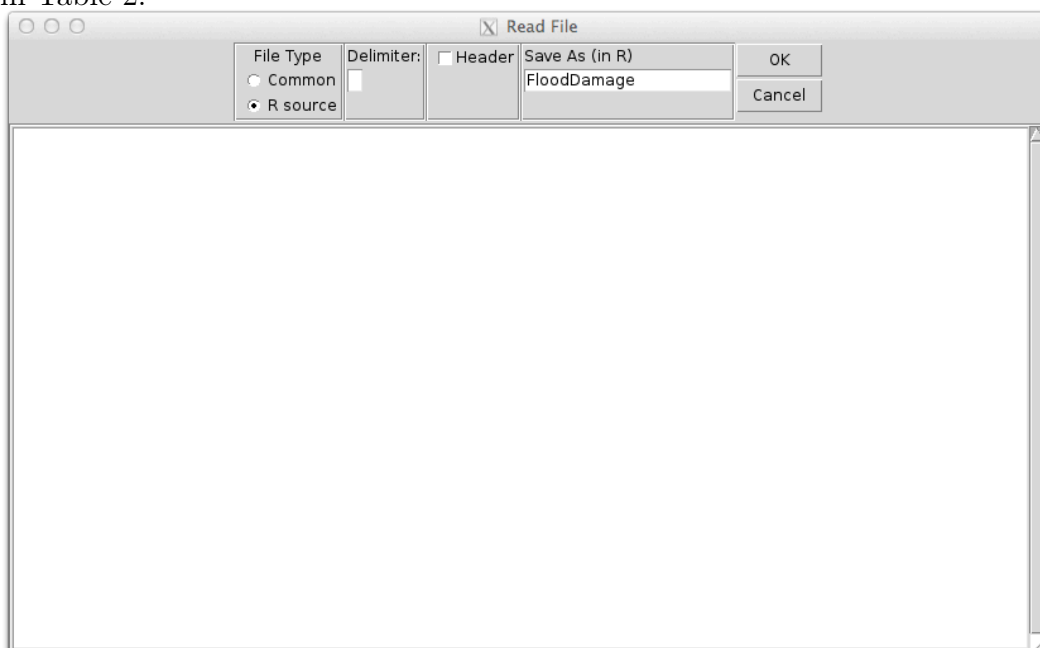 in Table 2.
Read File
File Type
Common
R source
Delimiter:
Header
Save As (in R)
FloodDamage
OK
Cancel